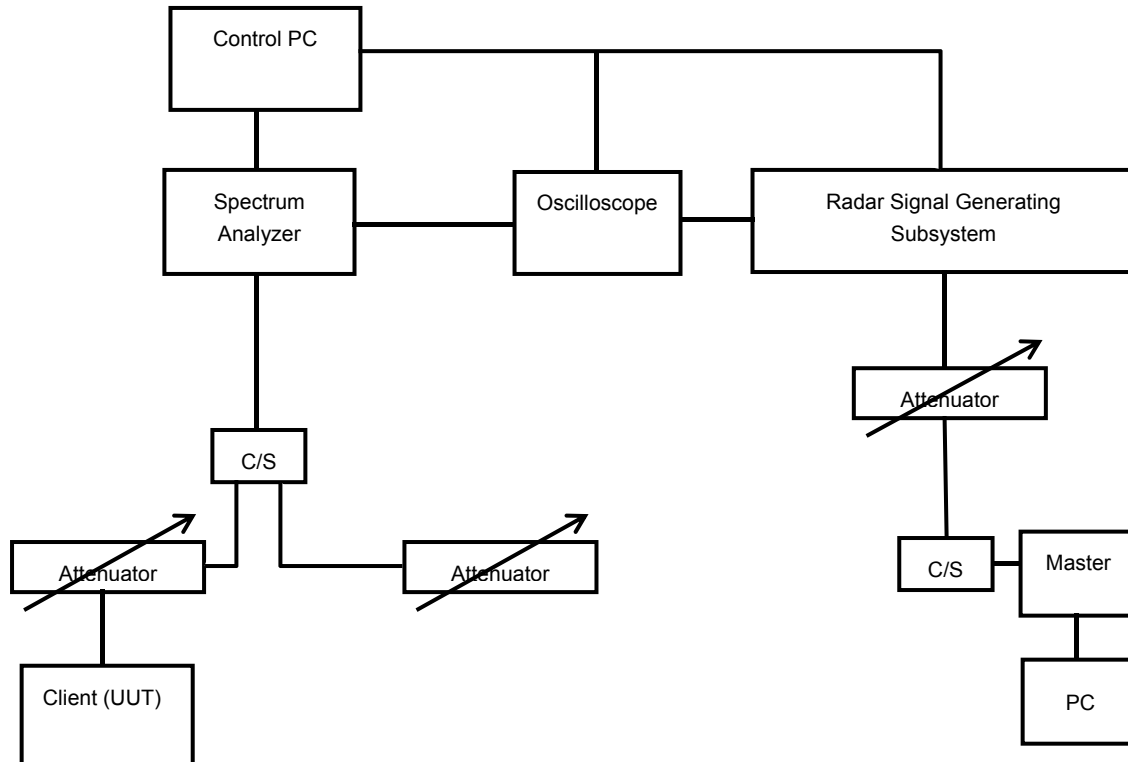 Control PC
Spectrum
Analyzer
Oscilloscope
Radar Signal Generating
Subsystem
Attenuator
C/S
Attenuator
Attenuator
C/S
Master
Client (UUT)
PC